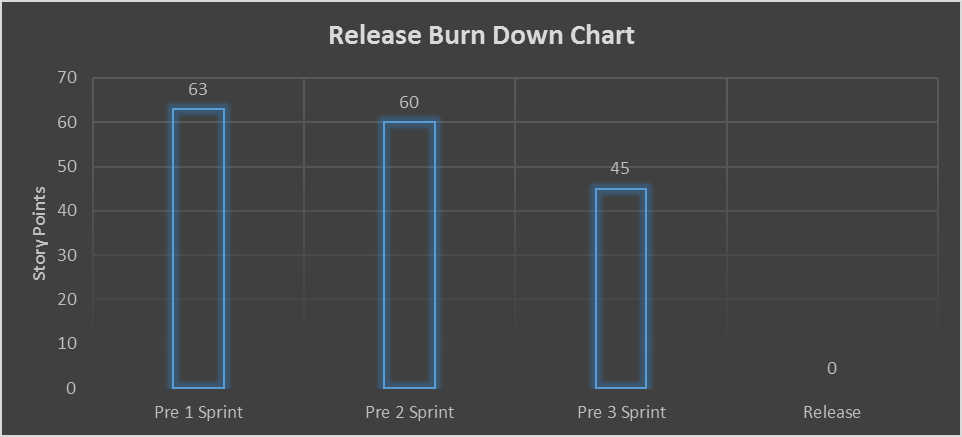 Release Burn Down Chart
Story Points
70
60
50
40
30
20
10
0
63
60
45
0
Pre 1 Sprint
Pre 2 Sprint
Pre 3 Sprint
Release